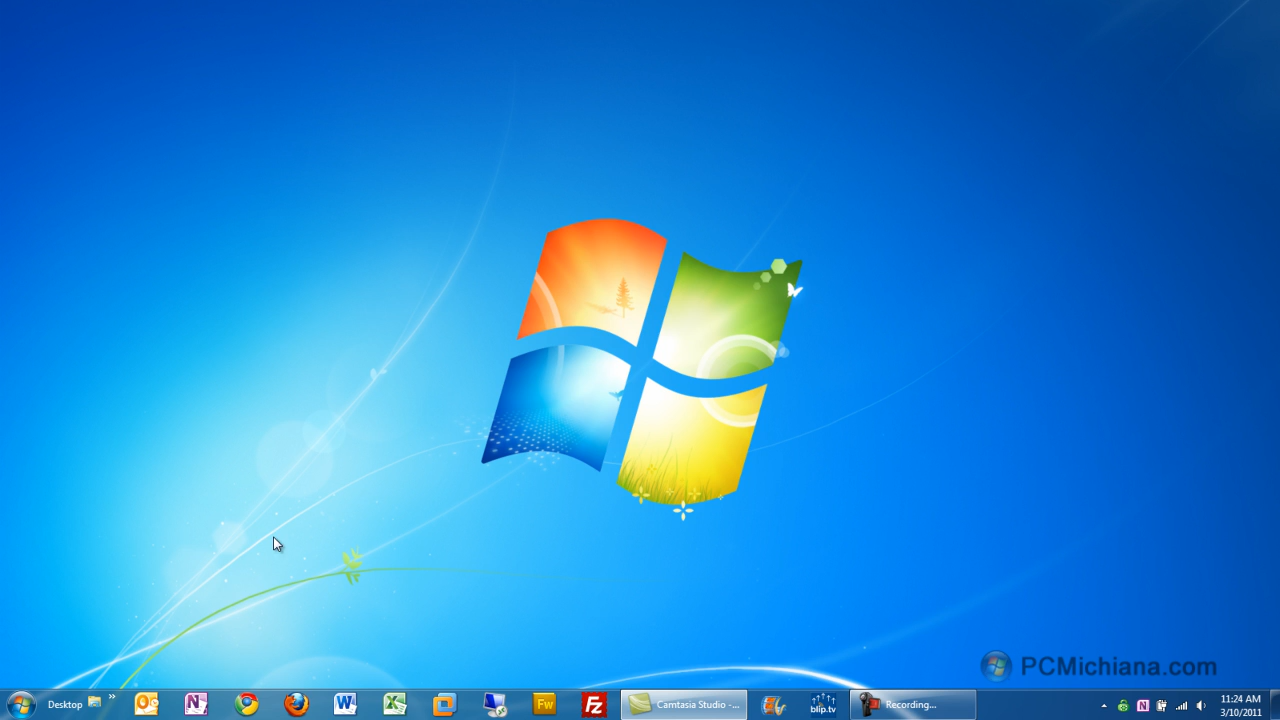 PCMichiana.com
Desktop
Camtasia Studio -...
blip.tv
Recording...
11:24 AM
3/10/2011